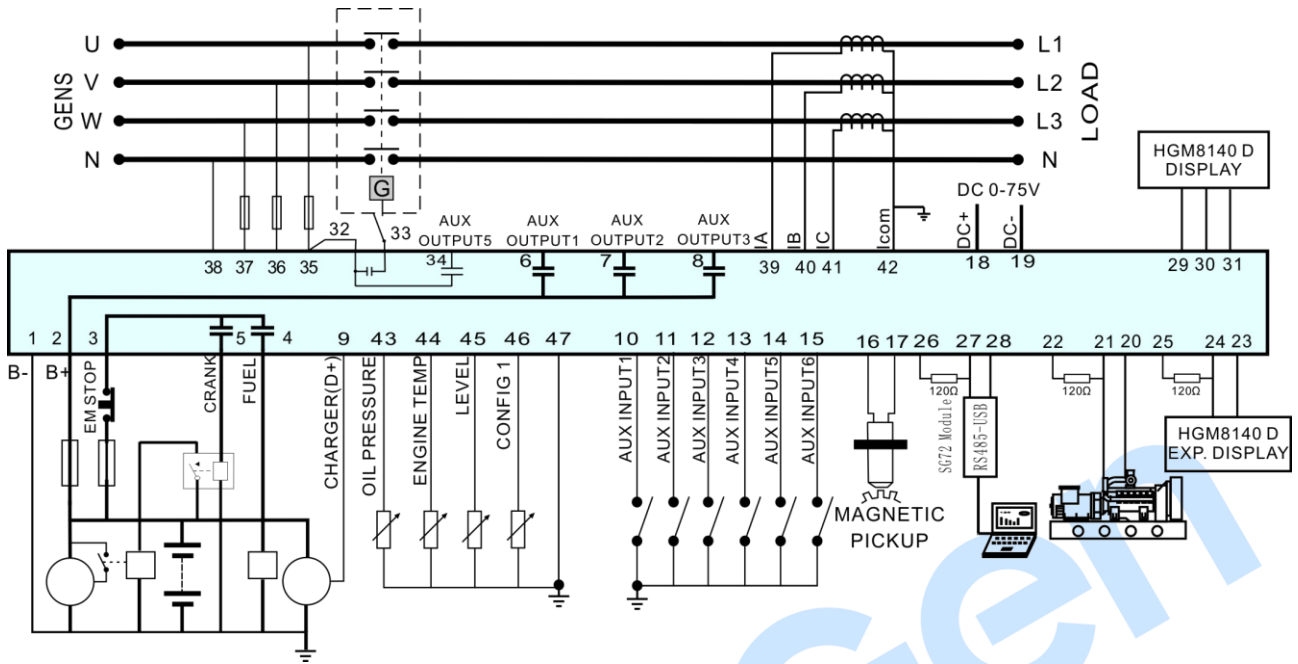 U
L1
V
L2
GENS
W
L3
LOAD
N
N
G
HGM8140 D
DISPLAY
DC 0-75V
32
33
AUX
OUTPUT5
AUX
OUTPUT1
AUX
OUTPUT2
AUX
OUTPUT3
IA
IB
IC
Icom
DC+
DC-
38
37
36
35
34
6
7
8
39
40
41
42
18
19
29
30
31
1
2
3
5
4
9
43
44
45
46
47
10
11
12
13
14
15
16
17
26
27
28
22
21
20
25
24
23
B-
B+
EM STOP
CRANK
FUEL
CHARGER(D+)
OIL PRESSURE
ENGINE TEMP
LEVEL
CONFIG 1
AUX INPUT1
AUX INPUT2
AUX INPUT3
AUX INPUT4
AUX INPUT5
AUX INPUT6
120Ω
120Ω
120Ω
SG72 Module
RS485-USB
HGM8140 D
EXP. DISPLAY
MAGNETIC
PICKUP
Gen